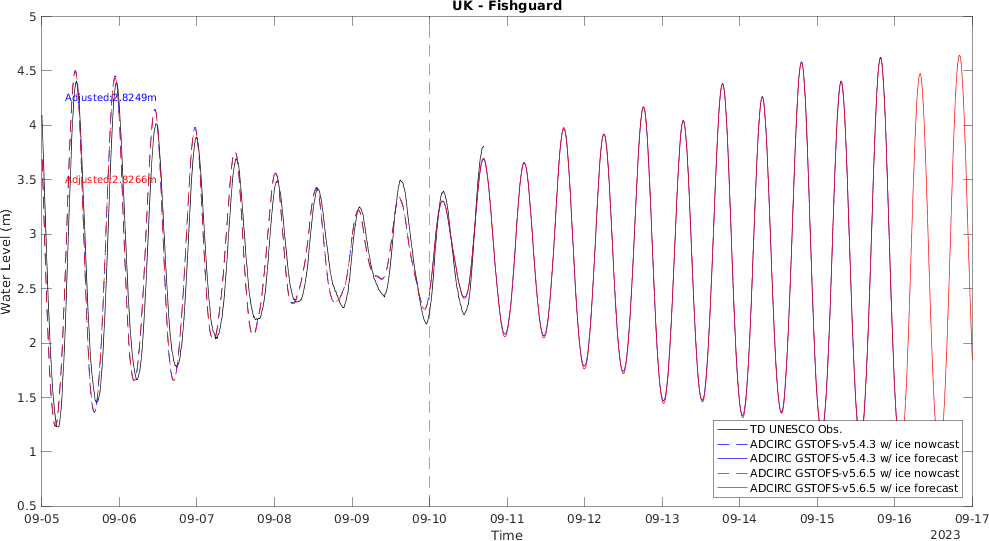 UK - Fishguard
5
4.5
4
3.5
3
2.5
2
1.5
1
0.5
Water Level (m)
Adjusted:2.8249m
Adjusted:2.8266m
TD UNESCO Obs.
ADCIRC GSTOFS-v5.4.3 w/ ice nowcast
ADCIRC GSTOFS-v5.4.3 w/ ice forecast
ADCIRC GSTOFS-v5.6.5 w/ ice nowcast
ADCIRC GSTOFS-v5.6.5 w/ ice forecast
09-05 09-06 09-07 09-08 09-09 09-10 09-11 09-12 09-13 09-14 09-15 09-16 09-17
Time
2023